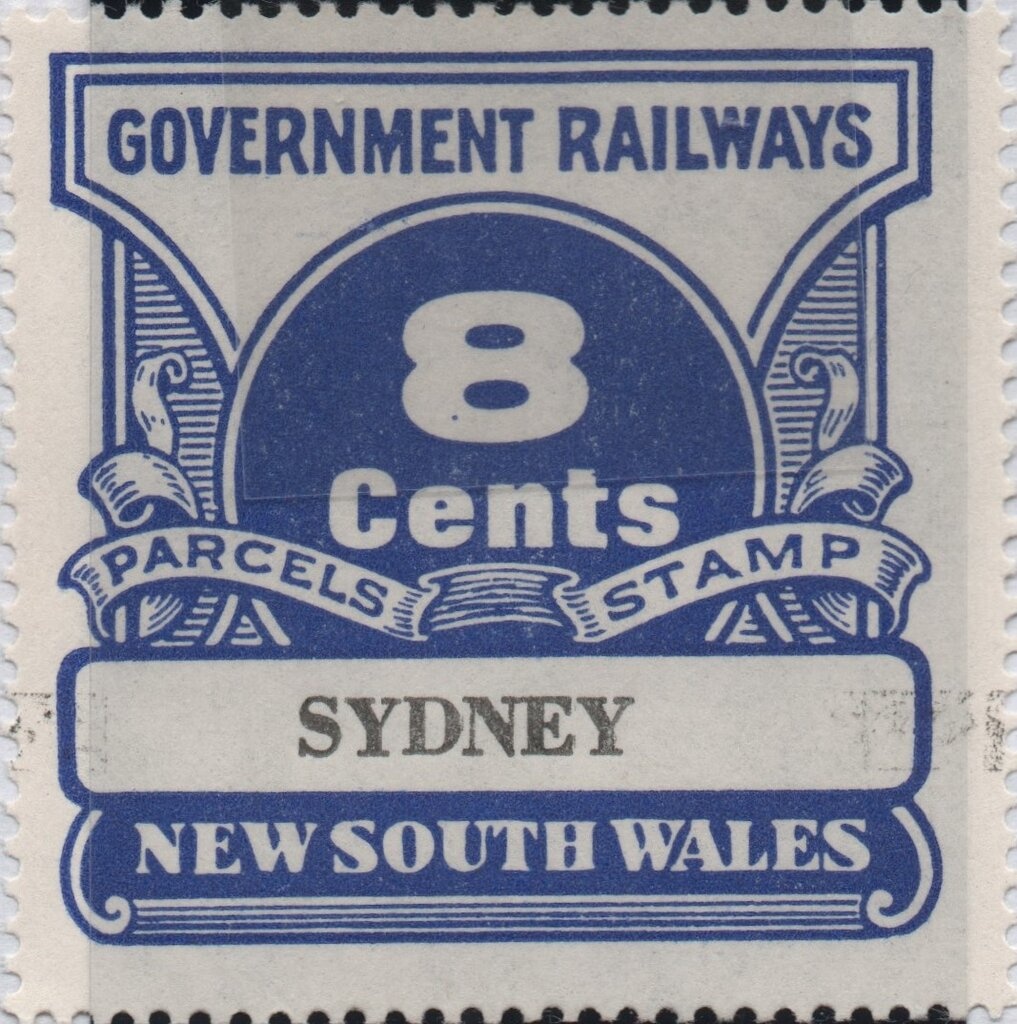 GOVERNMENT RAILWAYS
8
Cents
PARCELS STAMP
SYDNEY
NEW SOUTH WALES